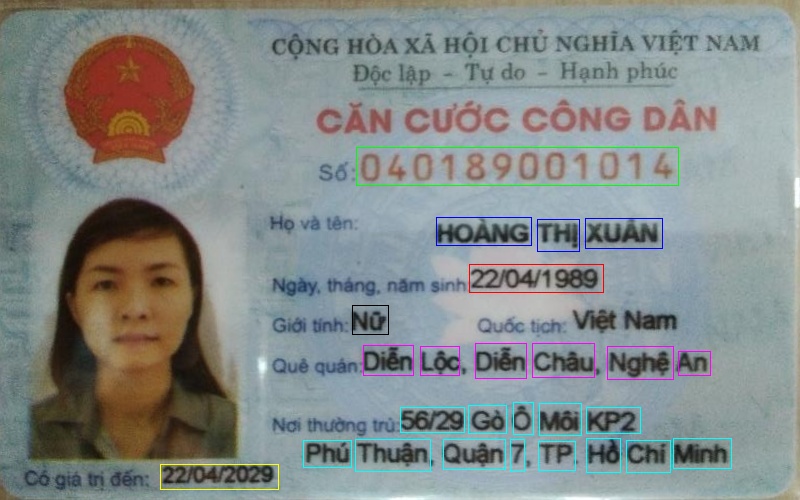 CỘNG HÒA XÃ HỘI CHỦ NGHĨA VIỆT NAM
Độc lập - Tự do - Hạnh phúc
CĂN CƯỚC CÔNG DÂN
Số: 040189001014
Họ và tên: HOÀNG THỊ XUÂN
Ngày, tháng, năm sinh: 22/04/1989
Giới tính: Nữ Quốc tịch: Việt Nam
Quê quán: Diễn Lộc, Diễn Châu, Nghệ An
Nơi thường trú: 56/29 Gò Ô Môi KP2
Phú Thuận, Quận 7, TP. Hồ Chí Minh
Có giá trị đến: 22/04/2029